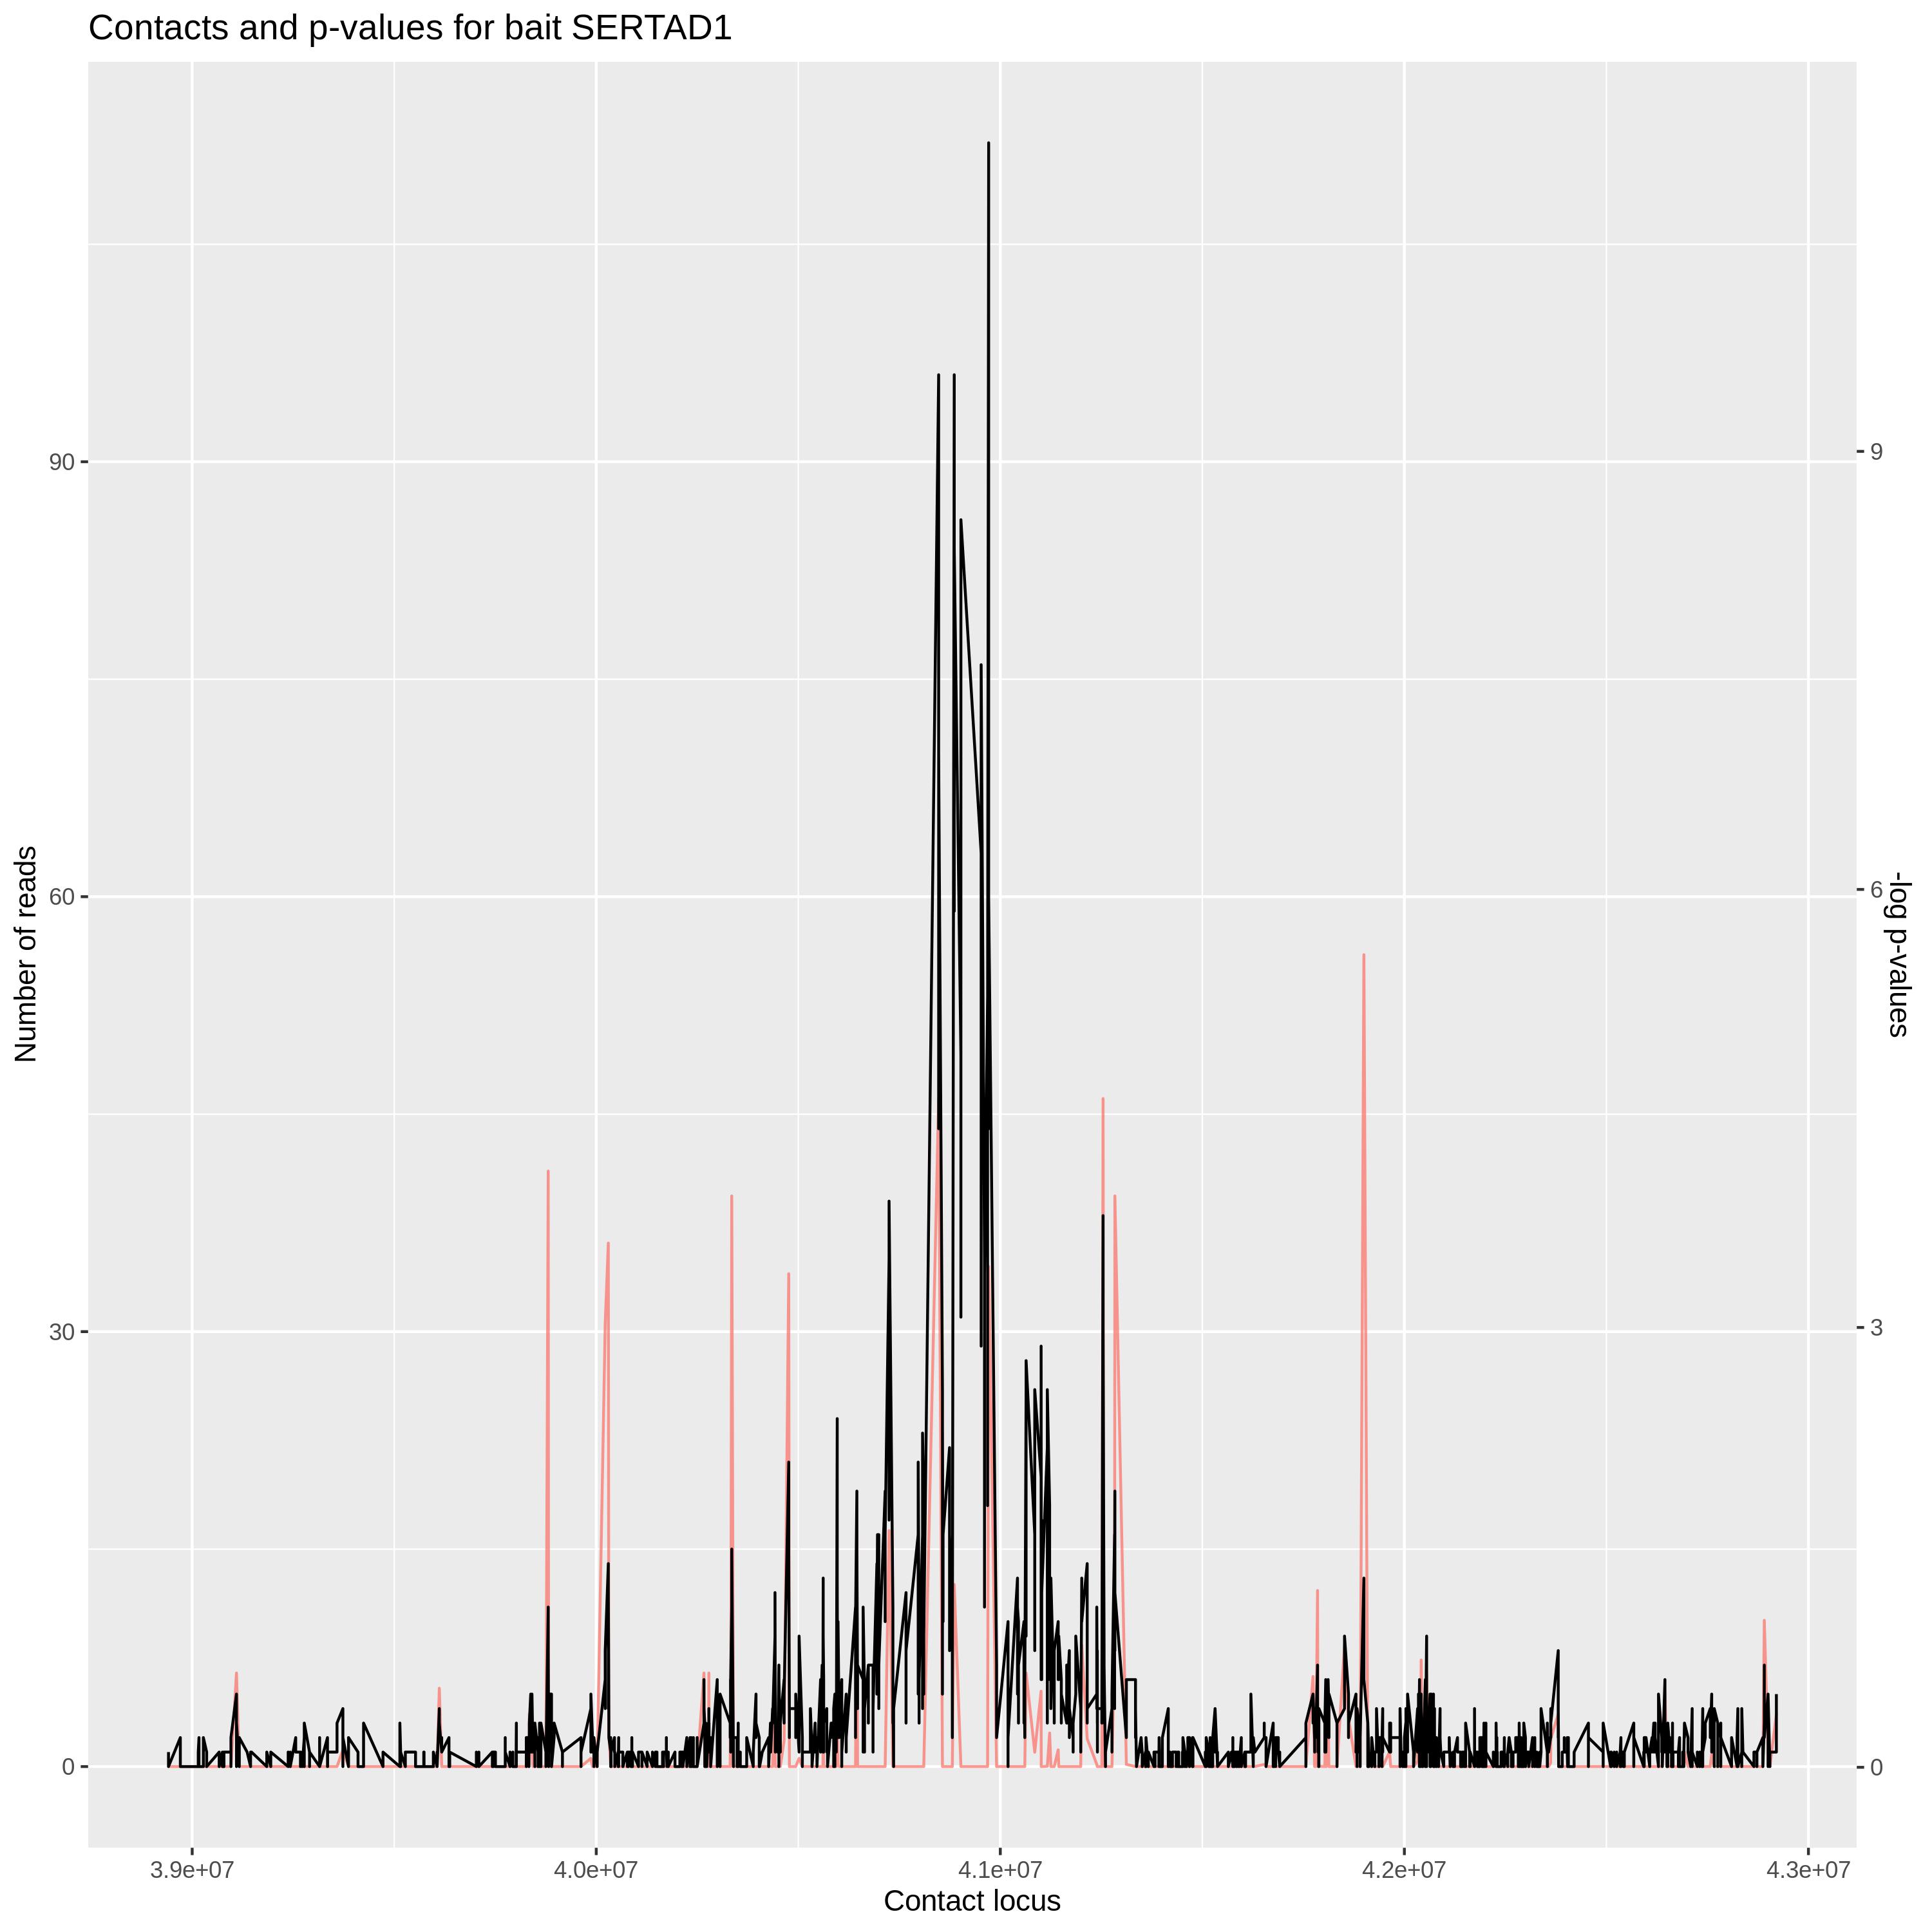 Contacts and p-values for bait SERTAD1
90
60
30
0
Number of reads
9
6
3
0
-log p-values
3.9e+07
4.0e+07
4.1e+07
4.2e+07
4.3e+07
Contact locus